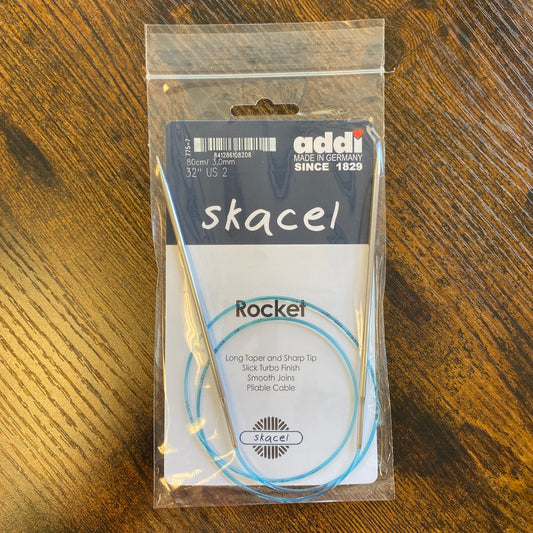 775-7
841286108208
80cm/ 3.0mm
32" US 2
addi
MADE IN GERMANY
SINCE 1829
skacel
Rocket
Long Taper and Sharp Tip
Slick Turbo Finish
Smooth Joins
Pliable Cable
skacel